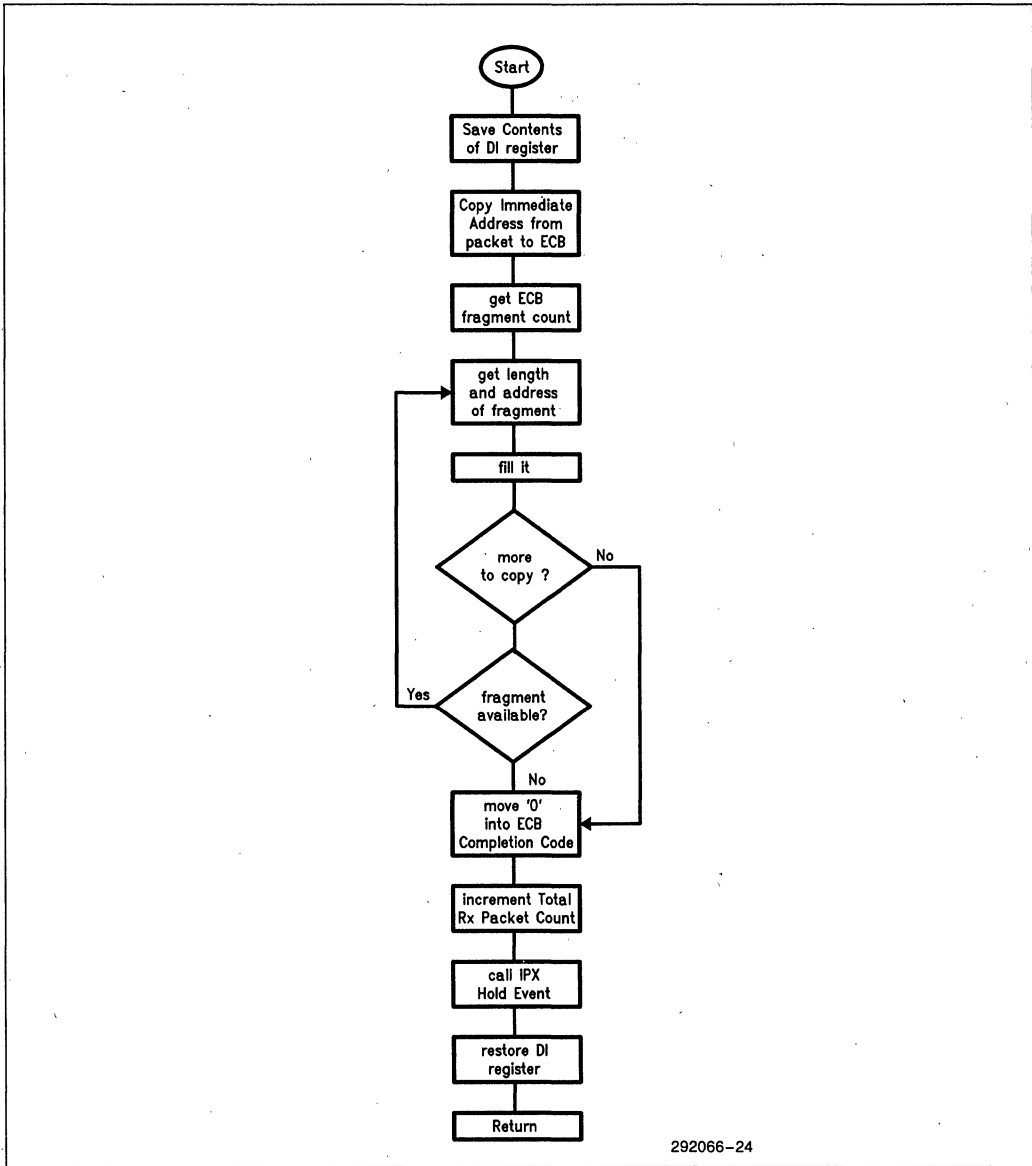 Start
Save Contents
of DI register
Copy Immediate
Address from
packet to ECB
get ECB
fragment count
get length
and address
of fragment
fill it
more
to copy ?
No
fragment
available?
Yes
No
move '0'
into ECB
Completion Code
increment Total
Rx Packet Count
call IPX
Hold Event
restore DI
register
Return
292066-24